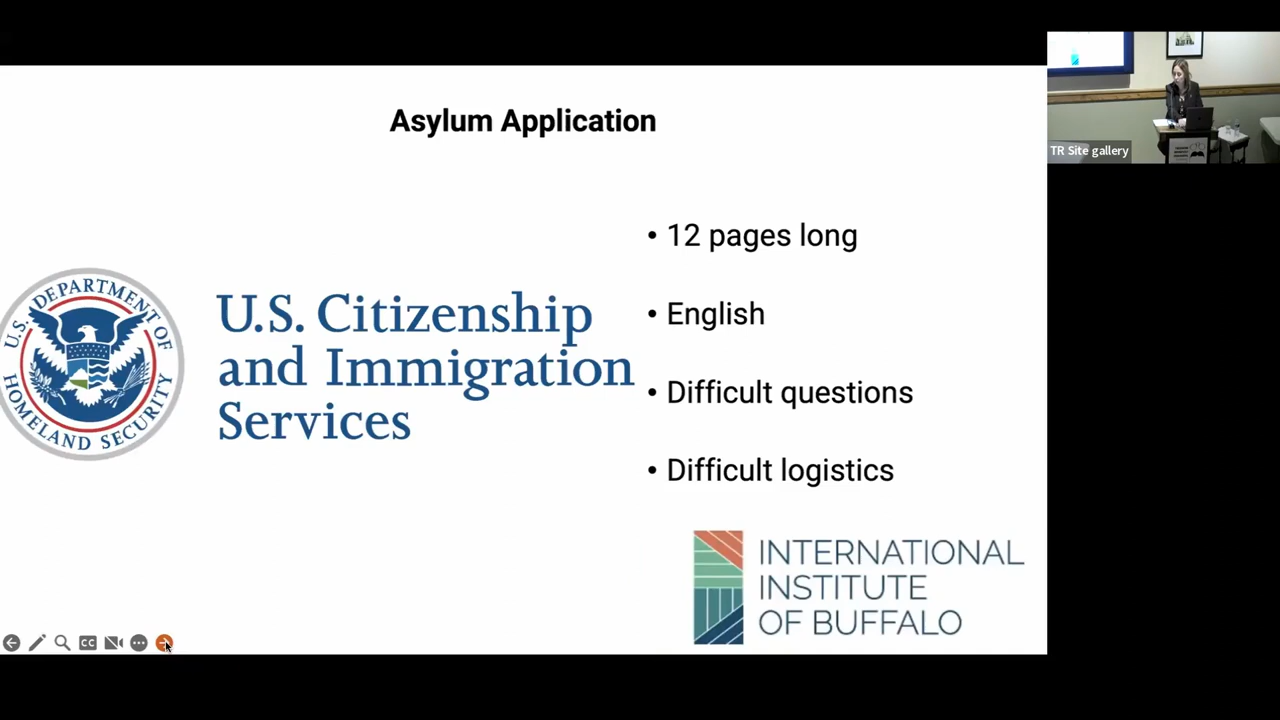 Asylum Application
• 12 pages long
• English
• Difficult questions
• Difficult logistics
U.S. DEPARTMENT OF
HOMELAND SECURITY
U.S. Citizenship
and Immigration
Services
INTERNATIONAL
INSTITUTE
OF BUFFALO
CC
TR Site gallery